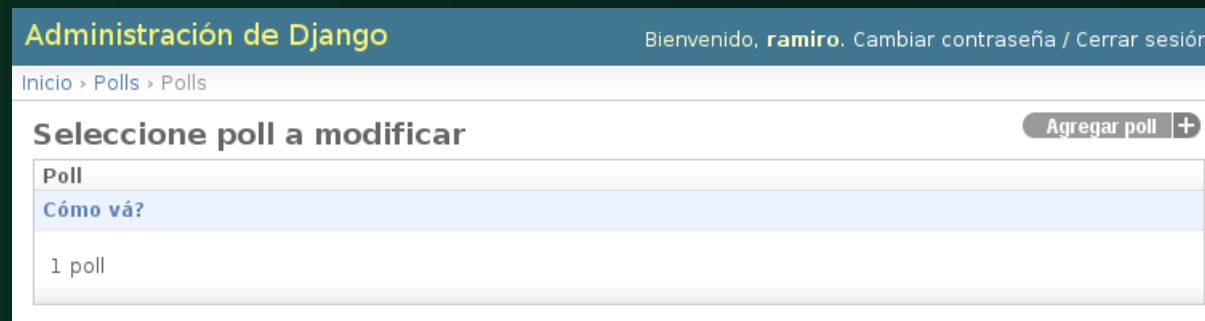 Administración de Django
Bienvenido, ramiro. Cambiar contraseña / Cerrar sesión
Inicio › Polls › Polls
Seleccione poll a modificar
Agregar poll +
Poll
Cómo vá?
1 poll